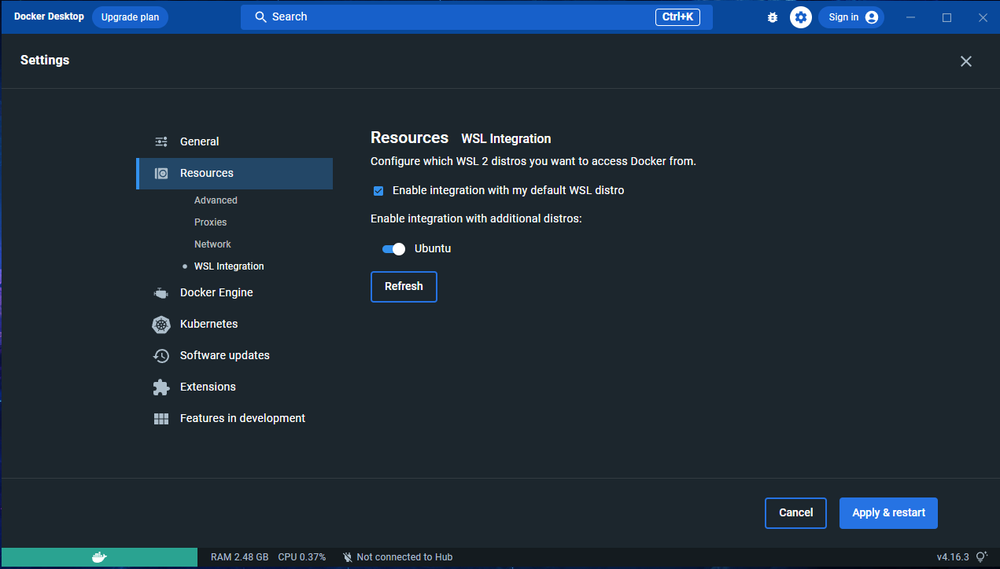 Docker Desktop Upgrade plan Search Ctrl+K Sign in
Settings
General
Resources
Advanced
Proxies
Network
WSL Integration
Docker Engine
Kubernetes
Software updates
Extensions
Features in development
Resources WSL Integration
Configure which WSL 2 distros you want to access Docker from.
Enable integration with my default WSL distro
Enable integration with additional distros:
Ubuntu
Refresh
Cancel Apply & restart
RAM 2.48 GB CPU 0.37% Not connected to Hub v4.16.3